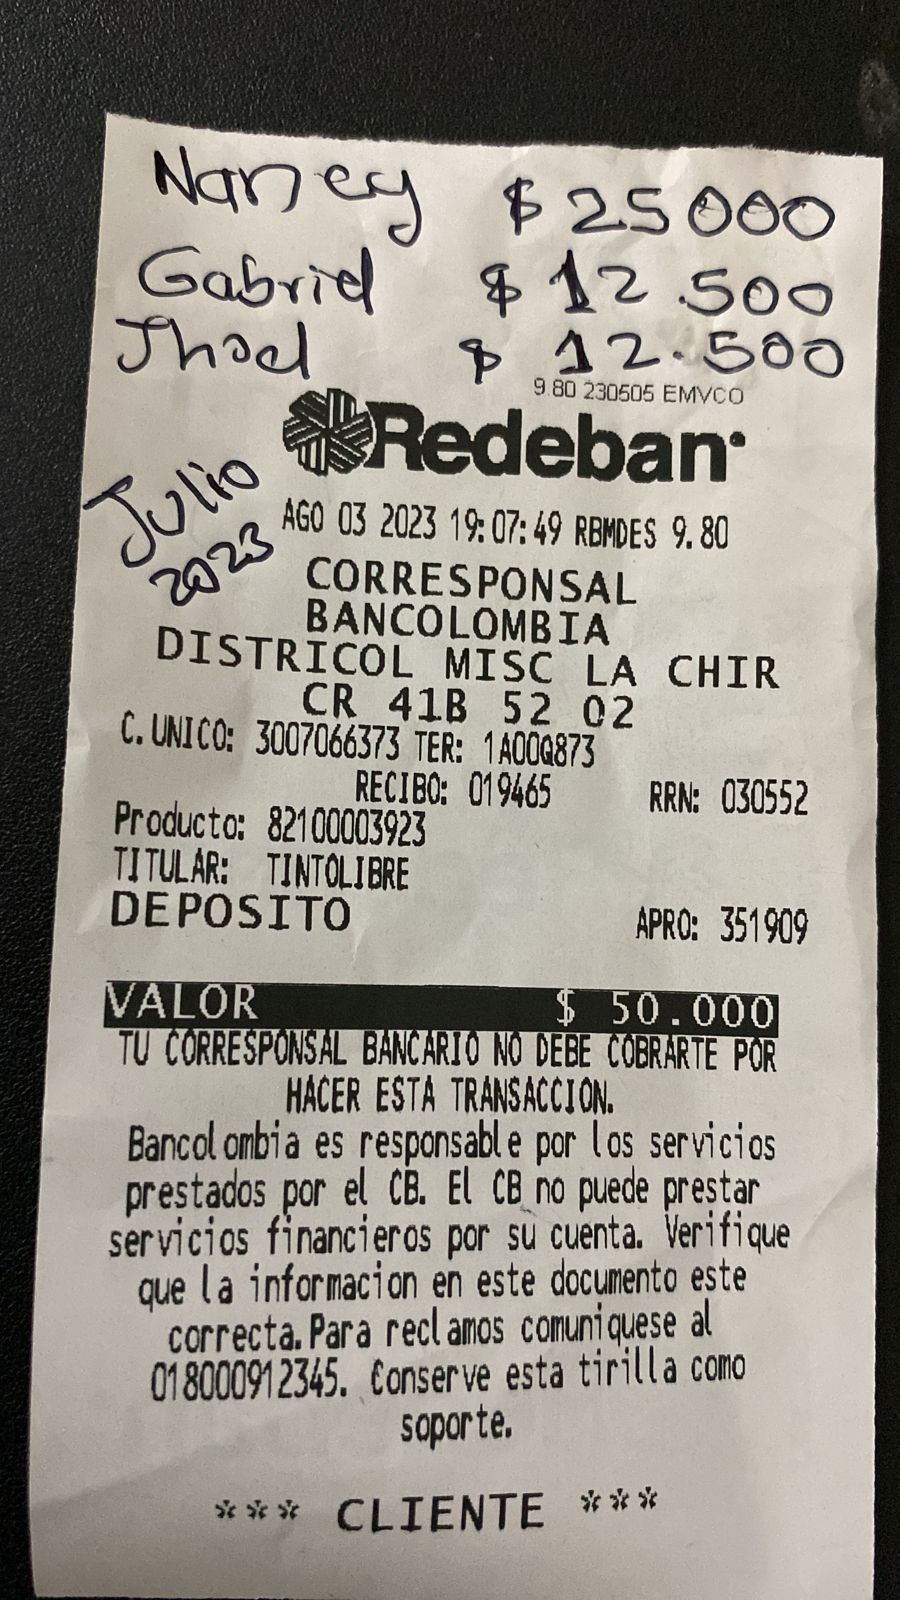 Nancy $ 25000
Gabriel $ 12.500
Jhoel $ 12.500
9.80 230505 EMVCO
Redeban
Julio
2023
AGO 03 2023 19:07:49 RBMDES 9.80
CORRESPONSAL
BANCOLOMBIA
DISTRICOL MISC LA CHIR
CR 41B 52 02
C. UNICO: 3007066373 TER: 1A00Q873
RECIBO: 019465 RRN: 030552
Producto: 82100003923
TITULAR: TINTOLIBRE
DEPOSITO APRO: 351909
VALOR $ 50.000
TU CORRESPONSAL BANCARIO NO DEBE COBRARTE POR
HACER ESTA TRANSACCION.
Bancolombia es responsable por los servicios
prestados por el CB. El CB no puede prestar
servicios financieros por su cuenta. Verifique
que la informacion en este documento este
correcta. Para reclamos comuniquese al
018000912345. Conserve esta tirilla como
soporte.
*** CLIENTE ***